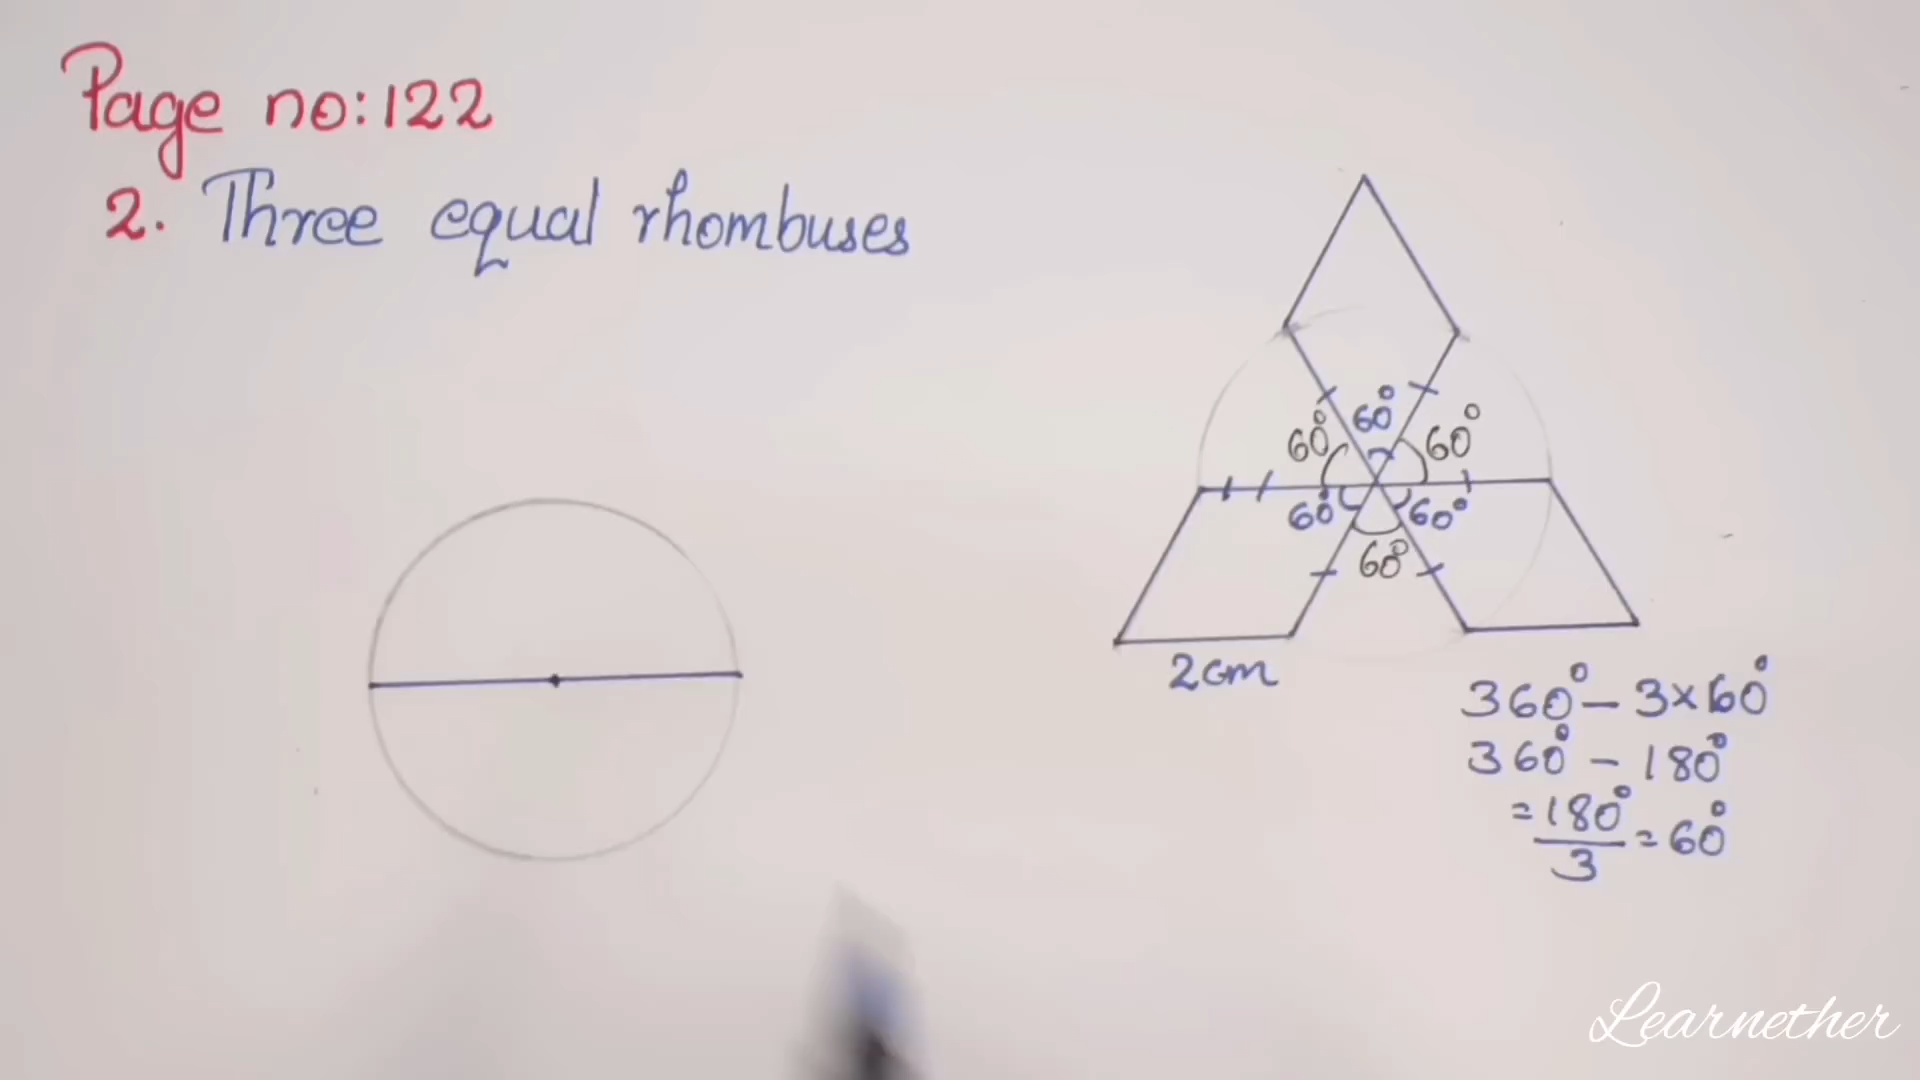 Page no:122
2. Three equal rhombuses
60°
60°
60°
60°
60°
60°
2cm
360° - 3×60°
360° - 180°
= 180°/3 = 60°
Learnether